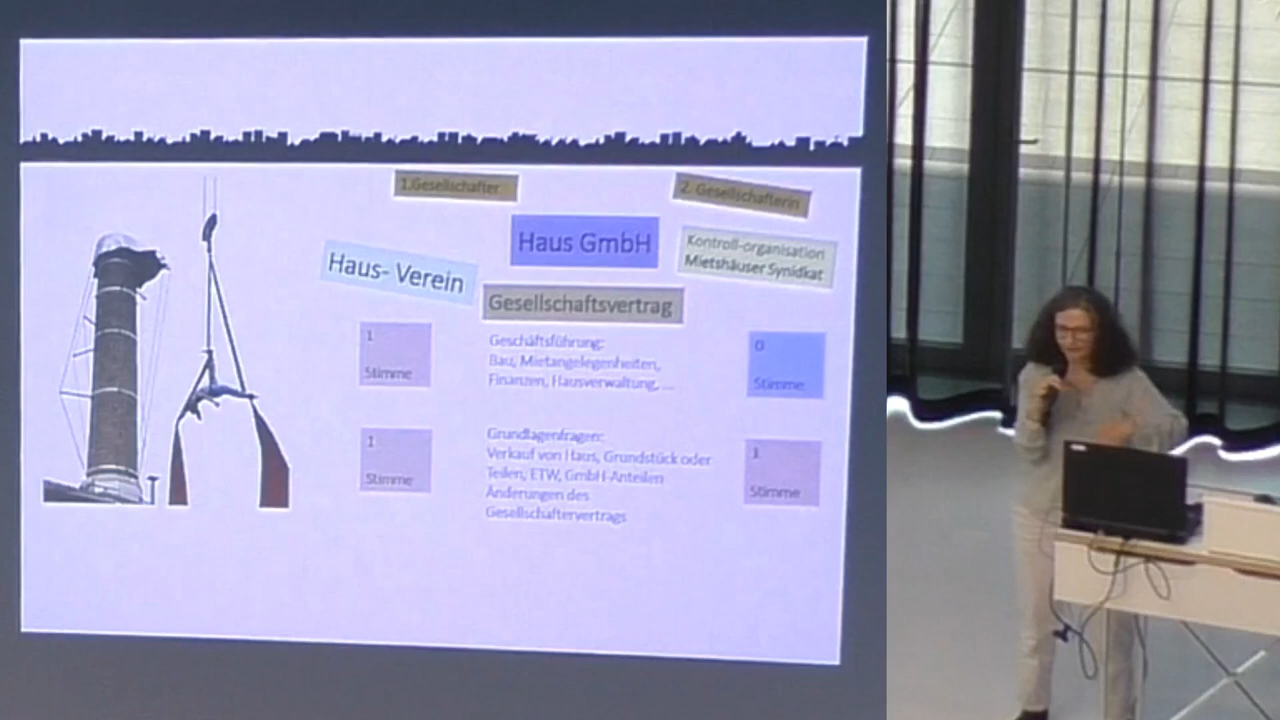 1.Gesellschafter
2. Gesellschafterin
Haus GmbH
Kontroll-organisation
Mietshäuser Synidkat
Haus- Verein
Gesellschaftsvertrag
1
Stimme
Geschäftsführung:
Bau, Mietangelegenheiten,
Finanzen, Hausverwaltung, ...
0
Stimme
1
Stimme
Grundlagenfragen:
Verkauf von Haus, Grundstück oder
Teilen, ETW, GmbH-Anteilen
Änderungen des
Gesellschaftervertrags
1
Stimme